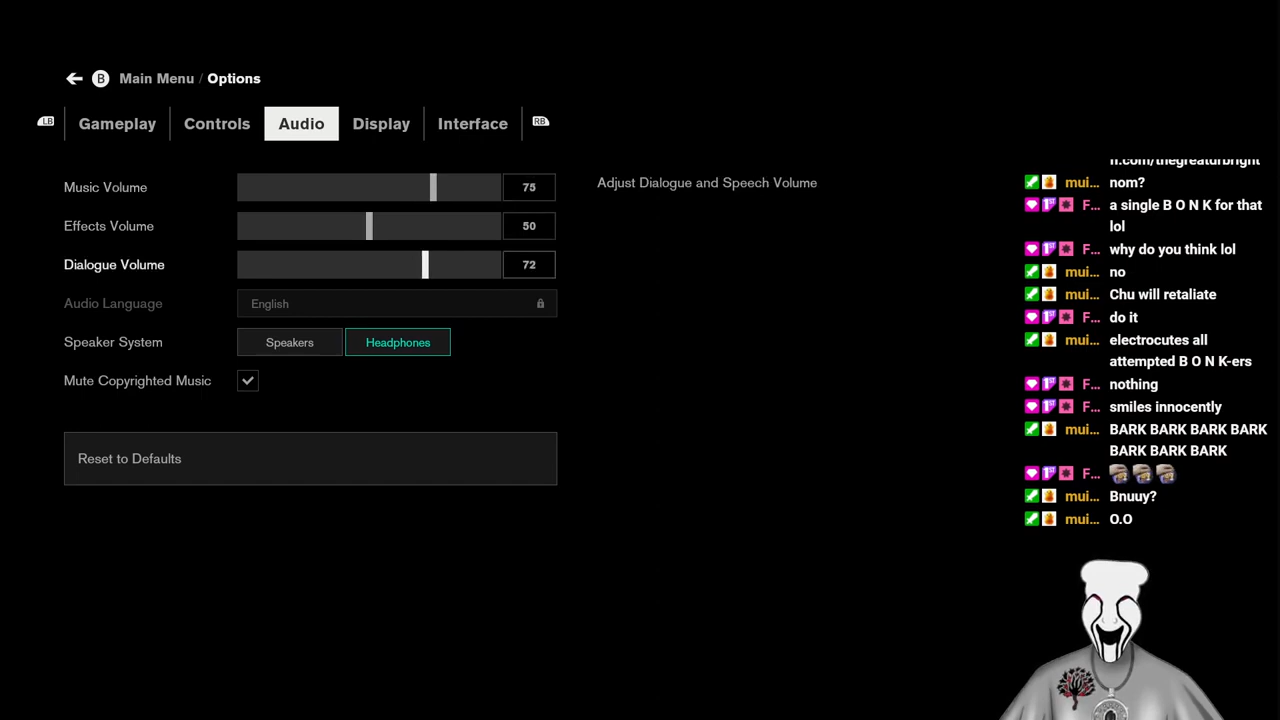 B Main Menu / Options
LB Gameplay Controls Audio Display Interface RB
Music Volume 75
Effects Volume 50
Dialogue Volume 72
Audio Language English
Speaker System Speakers Headphones
Mute Copyrighted Music
Reset to Defaults
Adjust Dialogue and Speech Volume
mui... nom?
F... a single B O N K for that
lol
F... why do you think lol
mui... no
mui... Chu will retaliate
F... do it
mui... electrocutes all
attempted B O N K-ers
F... nothing
F... smiles innocently
mui... BARK BARK BARK BARK
BARK BARK BARK
F...
mui... Bnuuy?
mui... O.O